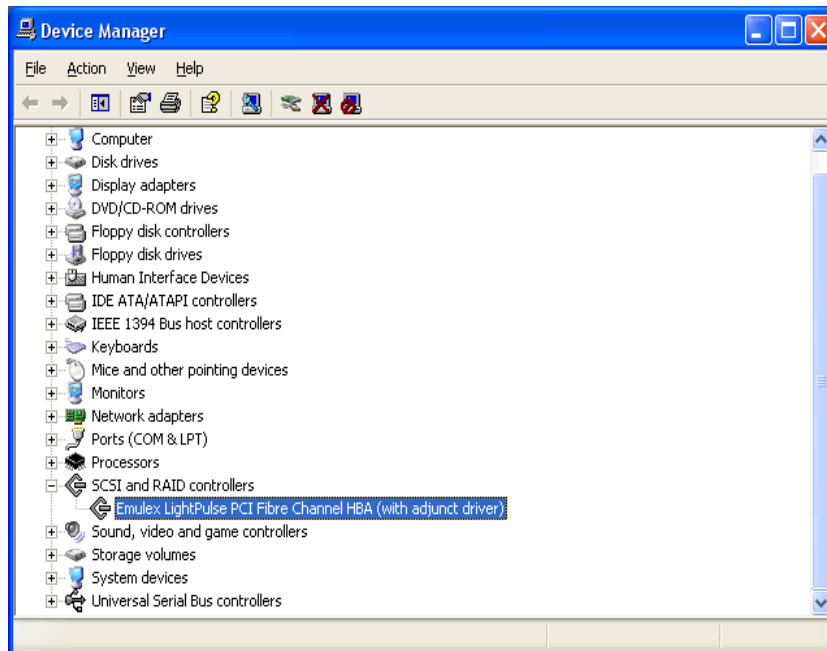 Device Manager
File Action View Help
Computer
Disk drives
Display adapters
DVD/CD-ROM drives
Floppy disk controllers
Floppy disk drives
Human Interface Devices
IDE ATA/ATAPI controllers
IEEE 1394 Bus host controllers
Keyboards
Mice and other pointing devices
Monitors
Network adapters
Ports (COM & LPT)
Processors
SCSI and RAID controllers
Emulex LightPulse PCI Fibre Channel HBA (with adjunct driver)
Sound, video and game controllers
Storage volumes
System devices
Universal Serial Bus controllers